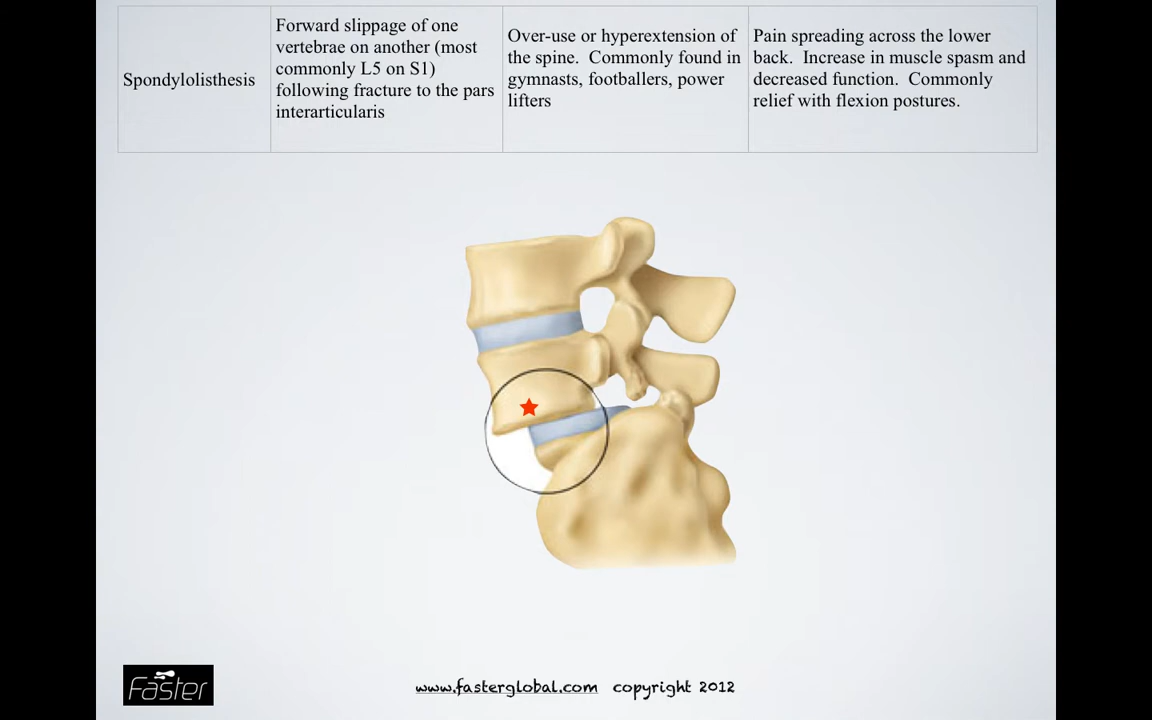 Spondylolisthesis
Forward slippage of one
vertebrae on another (most
commonly L5 on S1)
following fracture to the pars
interarticularis
Over-use or hyperextension of
the spine.  Commonly found in
gymnasts, footballers, power
lifters
Pain spreading across the lower
back.  Increase in muscle spasm and
decreased function.  Commonly
relief with flexion postures.
Faster
www.fasterglobal.com copyright 2012